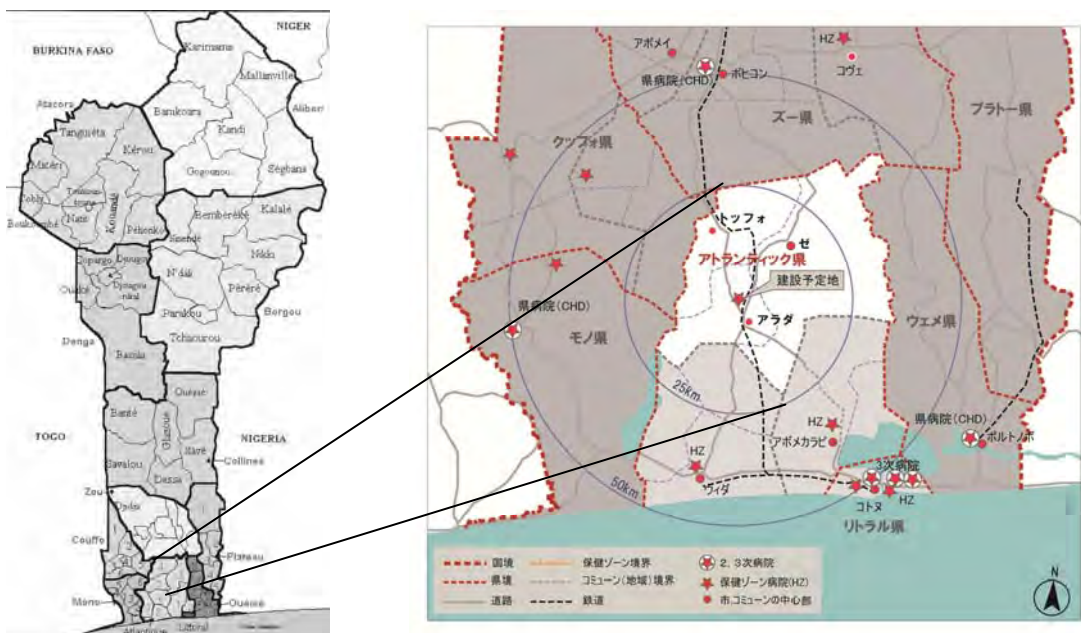 BURKINA FASO
NIGER
Karimama
Mallanville
Atacora
Banikoara
Alibori
Tanguiéta
Kandi
Kérou
Matéri
Gogounou
Ségbana
Cobly
Kouandé
Natit
Boukoumbé
Péhonko
Bembéréké
Kalalé
Sinendé
Nikki
Copargo
Djougou
N'dali
Ouaké
Djougou rural
Péréré
Parakou
Borgou
Donga
Tchaourou
Bassila
Ouèssè
Bantè
Glazoué
TOGO
NIGERIA
Savè
Savalou
Collines
Dassa
Zou
Djidja
Couffo
Plateau
Mono
Ouémé
Atlantique
Littoral
アボメイ
HZ
県病院(CHD)
ボヒコン
コヴェ
ズー県
プラトー県
クッフォ県
トッフォ
ゼ
アトランティック県
建設予定地
県病院(CHD)
アラダ
モノ県
ウェメ県
25km
県病院(CHD)
HZ
アボメカラビ
ポルトノボ
HZ
3次病院
50km
ウィダ
コトヌ
HZ
リトラル県
国境
保健ゾーン境界
2、3次病院
県境
コミューン(地域)境界
保健ゾーン病院(HZ)
道路
鉄道
市、コミューンの中心部
N